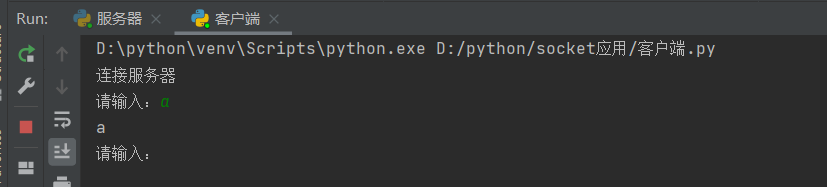 Run: 服务器 客户端
D:\python\venv\Scripts\python.exe D:/python/socket应用/客户端.py
连接服务器
请输入：a
a
请输入：